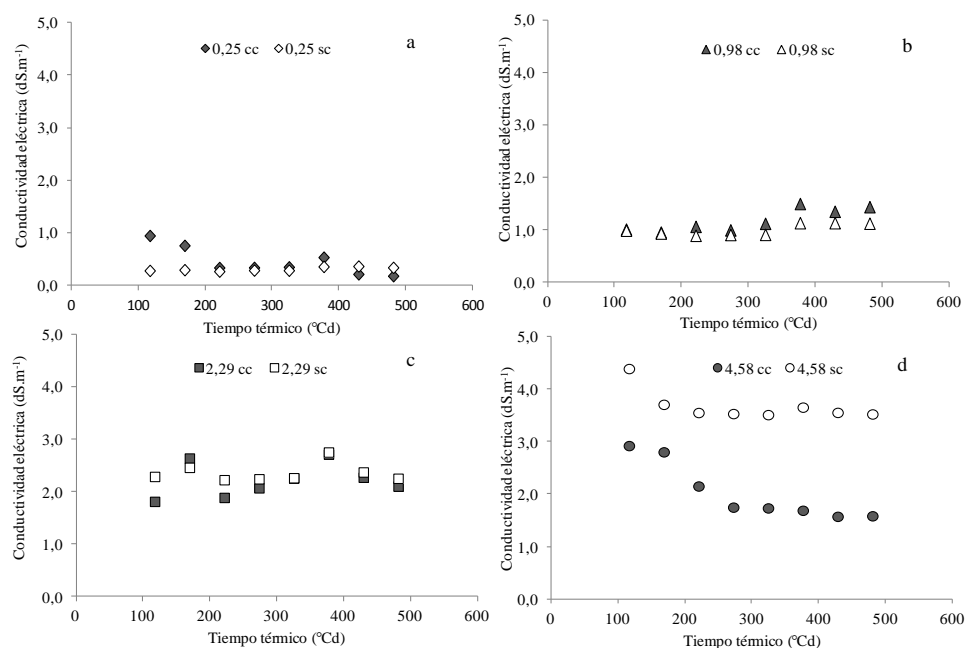 5,0
4,0
3,0
2,0
1,0
0,0
Conductividad eléctrica (dS.m-1)
0,25 cc 0,25 sc
a
0 100 200 300 400 500 600
Tiempo térmico (°Cd)
5,0
4,0
3,0
2,0
1,0
0,0
Conductividad eléctrica (dS.m-1)
0,98 cc 0,98 sc
b
0 100 200 300 400 500 600
Tiempo térmico (°Cd)
5,0
4,0
3,0
2,0
1,0
0,0
Conductividad eléctrica (dS.m-1)
2,29 cc 2,29 sc
c
0 100 200 300 400 500 600
Tiempo térmico (°Cd)
5,0
4,0
3,0
2,0
1,0
0,0
Conductividad eléctrica (dS.m-1)
4,58 cc 4,58 sc
d
0 100 200 300 400 500 600
Tiempo térmico (°Cd)